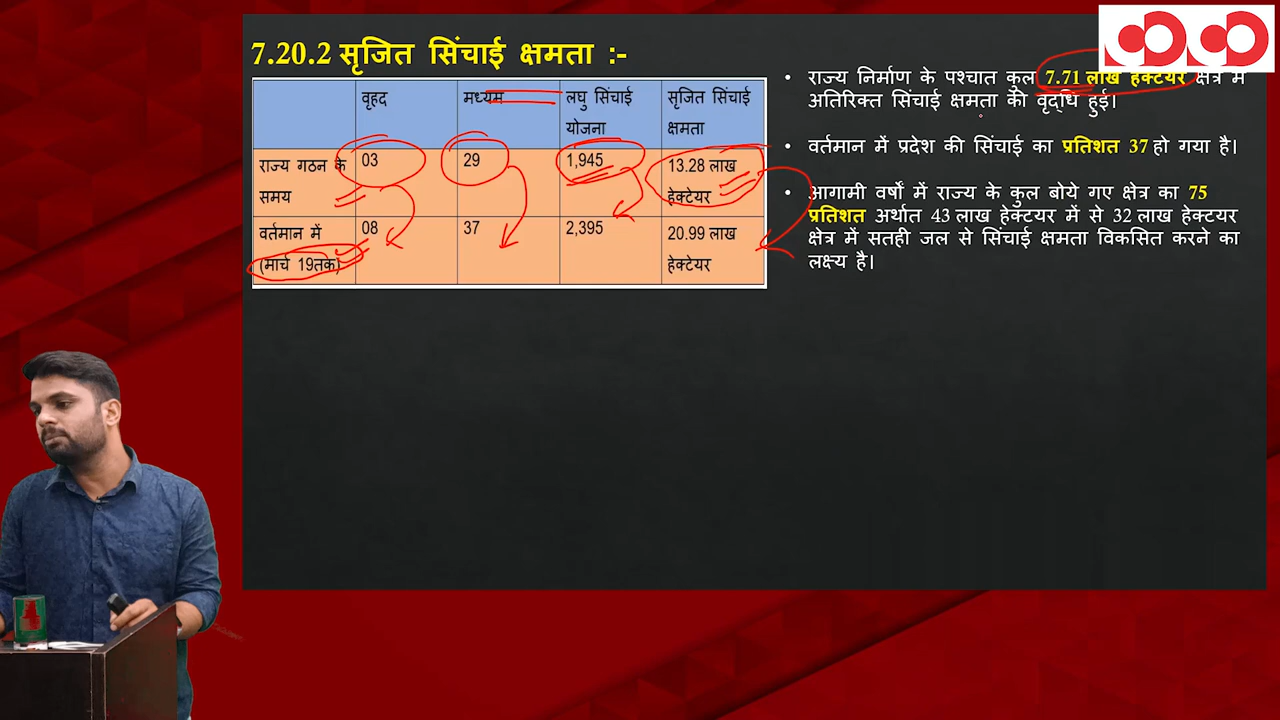 7.20.2 सृजित सिंचाई क्षमता :-
वृहद मध्यम लघु सिंचाई योजना सृजित सिंचाई क्षमता
राज्य गठन के समय 03 29 1,945 13.28 लाख हेक्टेयर
वर्तमान में (मार्च 19तक) 08 37 2,395 20.99 लाख हेक्टेयर
• राज्य निर्माण के पश्चात कुल 7.71 लाख हेक्टेयर क्षेत्र में
अतिरिक्त सिंचाई क्षमता की वृद्धि हुई।
• वर्तमान में प्रदेश की सिंचाई का प्रतिशत 37 हो गया है।
• आगामी वर्षो में राज्य के कुल बोये गए क्षेत्र का 75
प्रतिशत अर्थात 43 लाख हेक्टेयर में से 32 लाख हेक्टेयर
क्षेत्र में सतही जल से सिंचाई क्षमता विकसित करने का
लक्ष्य है।